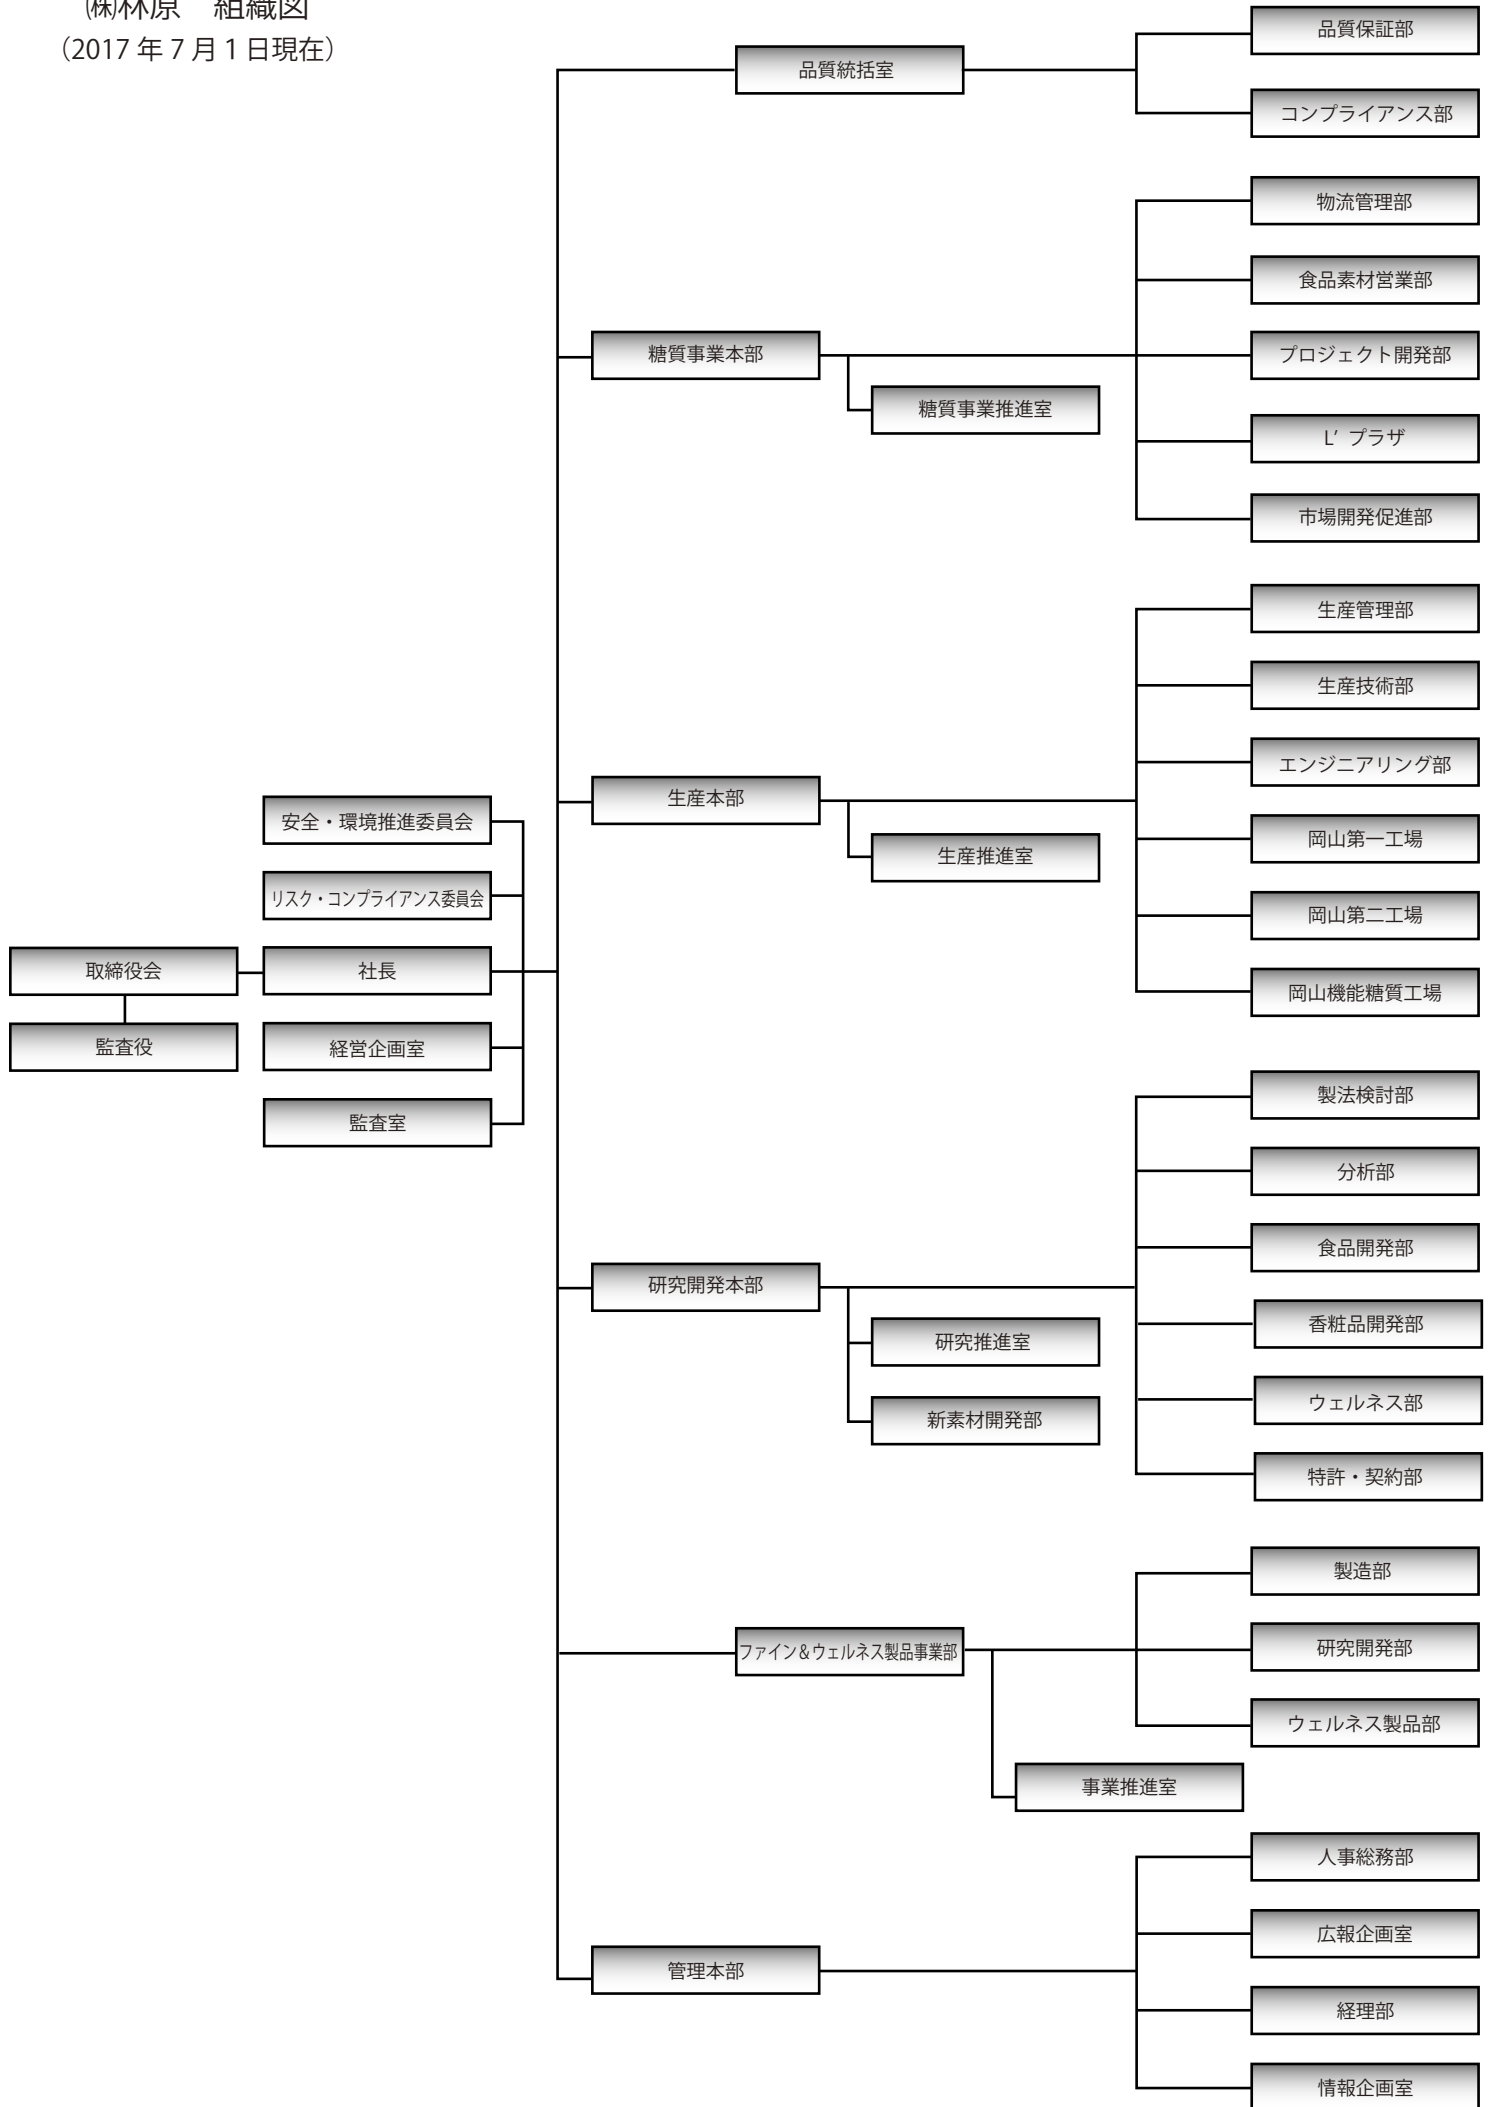 ㈱林原　組織図
（2017 年 7 月 1 日現在）
取締役会
監査役
安全・環境推進委員会
リスク・コンプライアンス委員会
社長
経営企画室
監査室
品質統括室
品質保証部
コンプライアンス部
糖質事業本部
糖質事業推進室
物流管理部
食品素材営業部
プロジェクト開発部
L’プラザ
市場開発促進部
生産本部
生産推進室
生産管理部
生産技術部
エンジニアリング部
岡山第一工場
岡山第二工場
岡山機能糖質工場
研究開発本部
研究推進室
新素材開発部
製法検討部
分析部
食品開発部
香粧品開発部
ウェルネス部
特許・契約部
ファイン＆ウェルネス製品事業部
事業推進室
製造部
研究開発部
ウェルネス製品部
管理本部
人事総務部
広報企画室
経理部
情報企画室